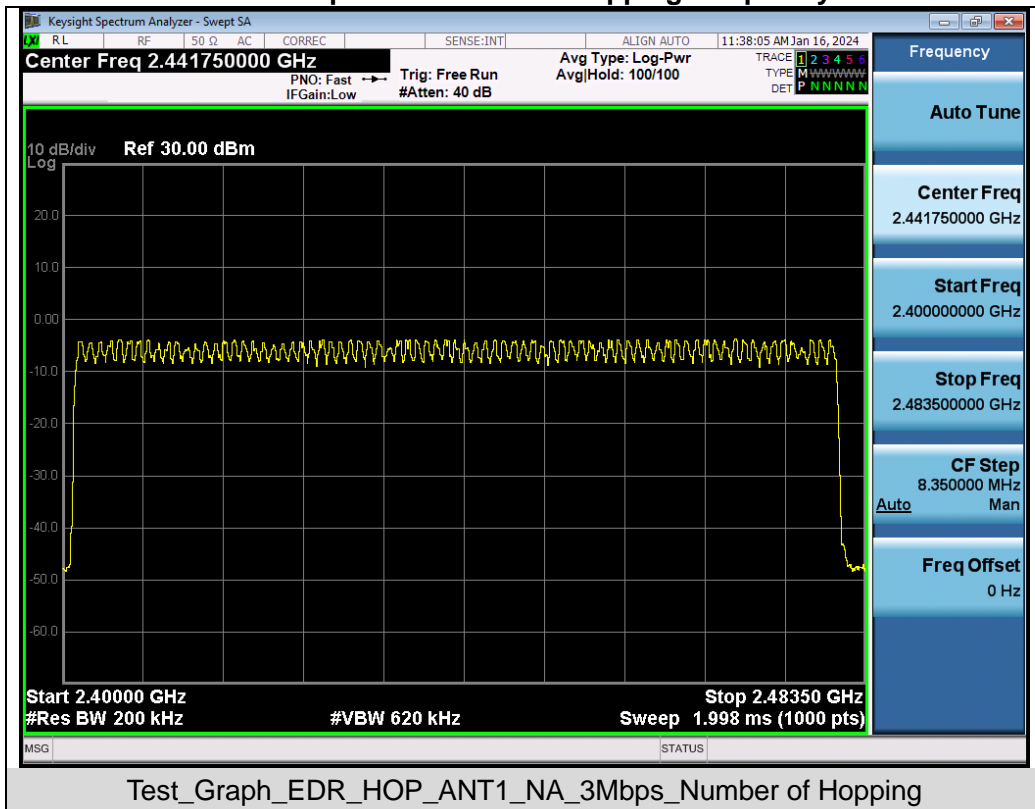 Keysight Spectrum Analyzer - Swept SA
LXI RL RF 50 Ω AC CORREC SENSE:INT ALIGN AUTO 11:38:05 AM Jan 16, 2024
Center Freq 2.441750000 GHz
PNO: Fast
IFGain:Low
Trig: Free Run
#Atten: 40 dB
Avg Type: Log-Pwr
Avg|Hold: 100/100
TRACE 1 2 3 4 5 6
TYPE M WWWWW
DET P N N N N N
10 dB/div Ref 30.00 dBm
Log
20.0
10.0
0.00
-10.0
-20.0
-30.0
-40.0
-50.0
-60.0
Start 2.40000 GHz Stop 2.48350 GHz
#Res BW 200 kHz #VBW 620 kHz Sweep 1.998 ms (1000 pts)
MSG STATUS
Frequency
Auto Tune
Center Freq
2.441750000 GHz
Start Freq
2.400000000 GHz
Stop Freq
2.483500000 GHz
CF Step
8.350000 MHz
Auto Man
Freq Offset
0 Hz
Test_Graph_EDR_HOP_ANT1_NA_3Mbps_Number of Hopping